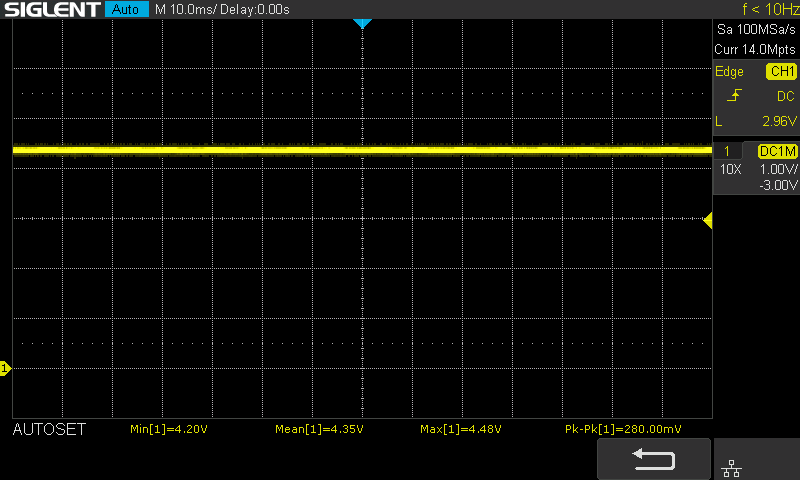 SIGLENT Auto M 10.0ms/ Delay:0.00s f < 10Hz
Sa 100MSa/s
Curr 14.0Mpts
Edge CH1
DC
L 2.96V
1 DC1M
10X 1.00V/
-3.00V
1
AUTOSET Min[1]=4.20V Mean[1]=4.35V Max[1]=4.48V Pk-Pk[1]=280.00mV